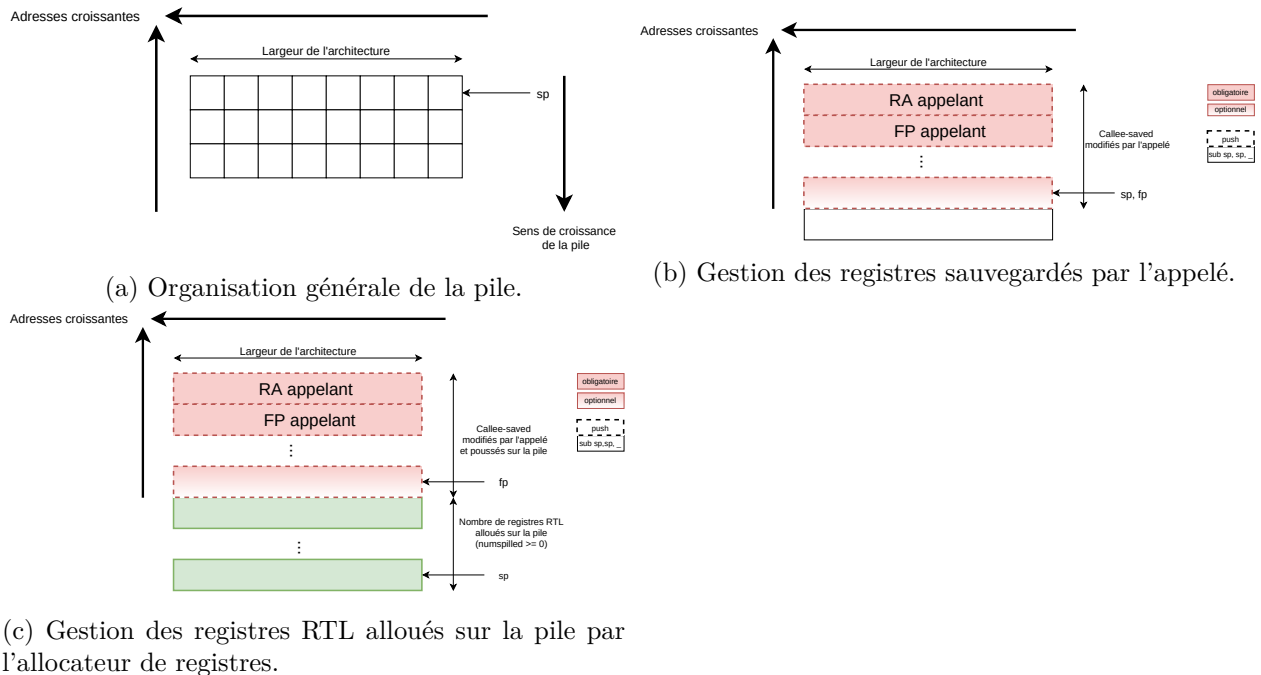 Adresses croissantes
Largeur de l'architecture
sp
Sens de croissance
de la pile
(a) Organisation générale de la pile.
Adresses croissantes
Largeur de l'architecture
RA appelant
FP appelant
Callee-saved
modifiés par l'appelé
sp, fp
obligatoire
optionnel
push
sub sp, sp, _
(b) Gestion des registres sauvegardés par l'appelé.
Adresses croissantes
Largeur de l'architecture
RA appelant
FP appelant
Callee-saved
modifiés par l'appelé
et poussés sur la pile
fp
Nombre de registres RTL
alloués sur la pile
(numspilled >= 0)
sp
obligatoire
optionnel
push
sub sp,sp, _
(c) Gestion des registres RTL alloués sur la pile par
l'allocateur de registres.